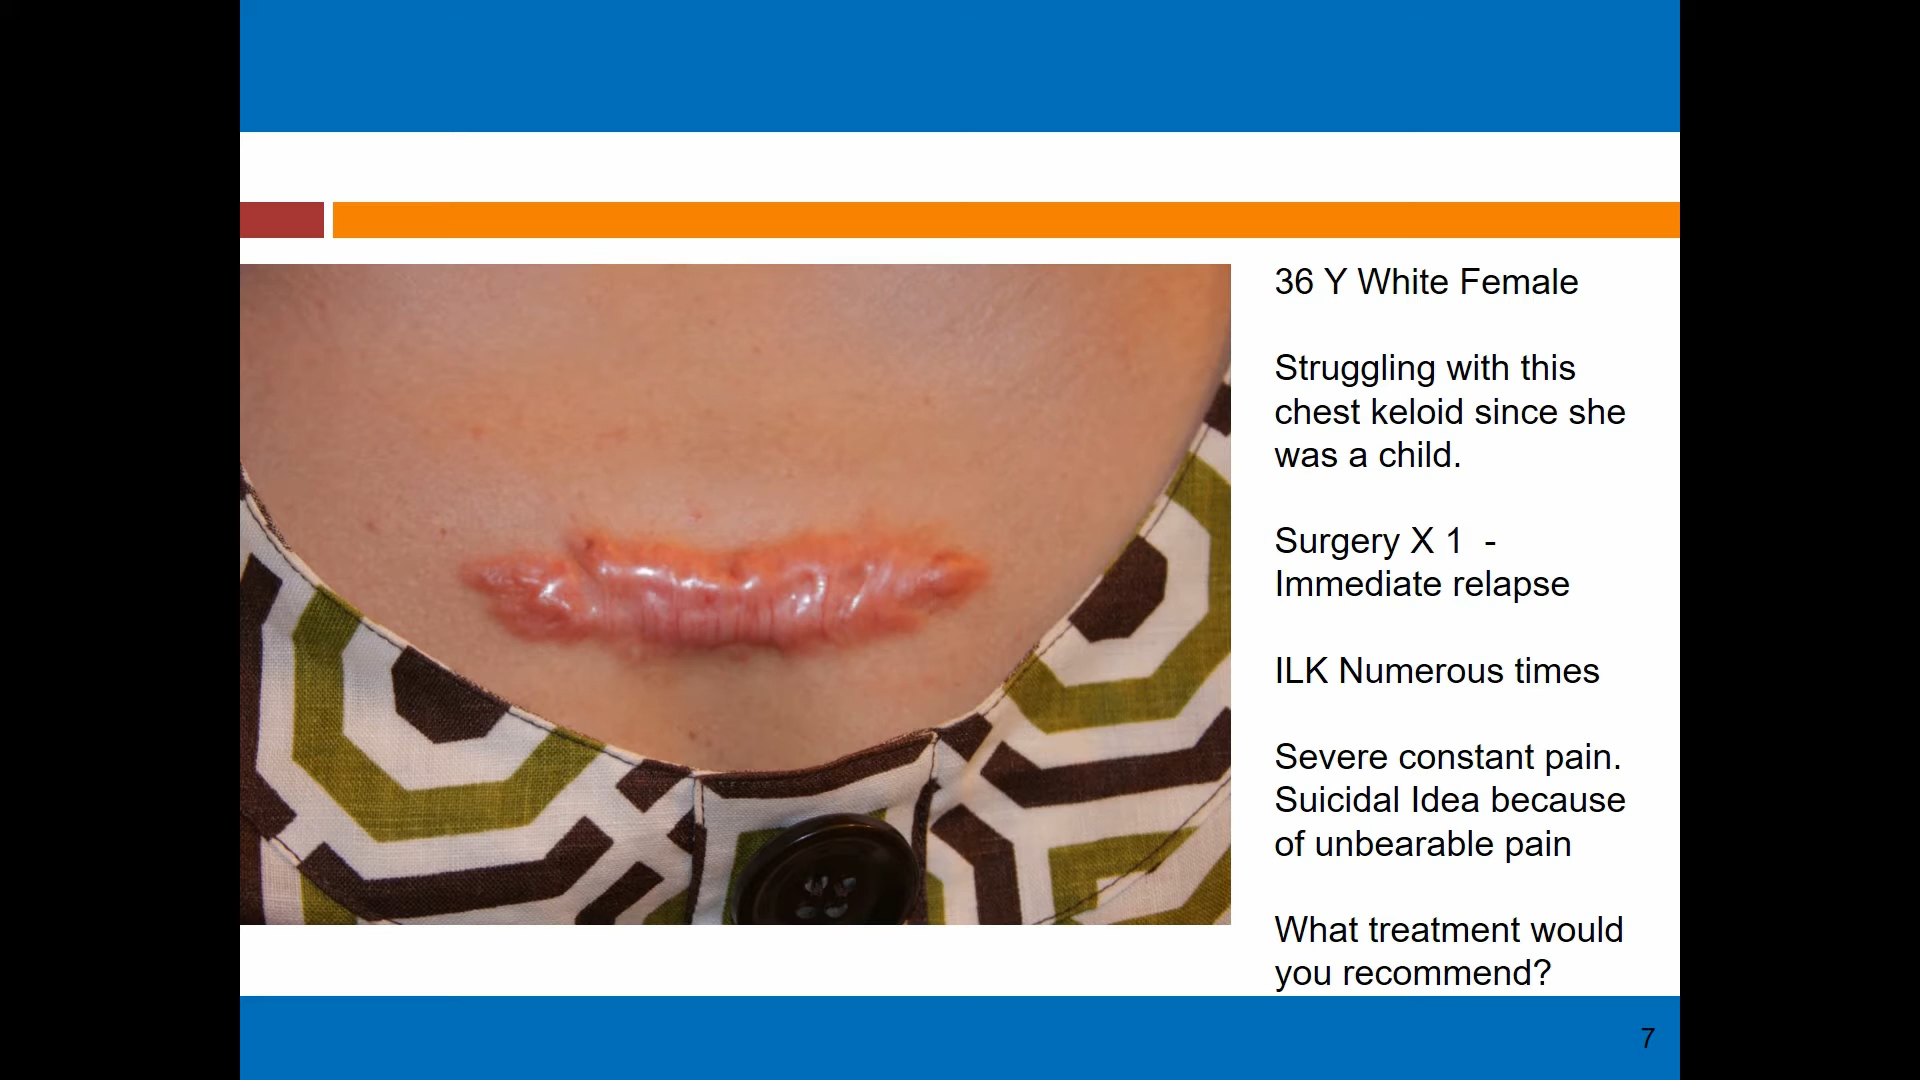 36 Y White Female
Struggling with this
chest keloid since she
was a child.
Surgery X 1 -
Immediate relapse
ILK Numerous times
Severe constant pain.
Suicidal Idea because
of unbearable pain
What treatment would
you recommend?
7